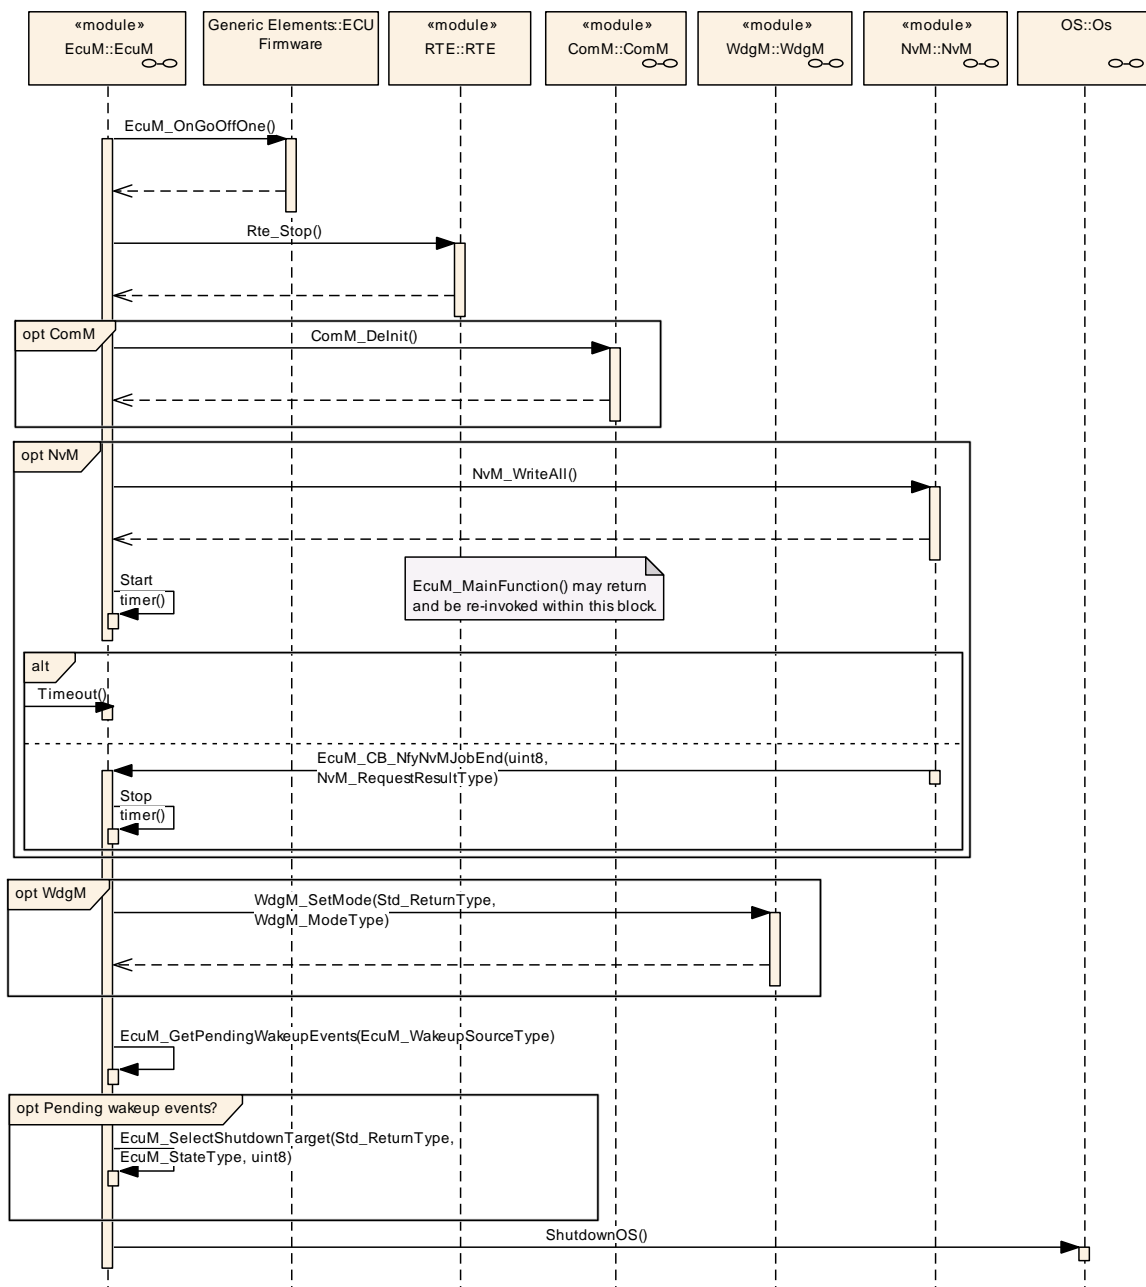 «module»
EcuM::EcuM
Generic Elements::ECU
Firmware
«module»
RTE::RTE
«module»
ComM::ComM
«module»
WdgM::WdgM
«module»
NvM::NvM
OS::Os
EcuM_OnGoOffOne()
Rte_Stop()
opt ComM
ComM_DeInit()
opt NvM
NvM_WriteAll()
Start
timer()
EcuM_MainFunction() may return
and be re-invoked within this block.
alt
Timeout()
EcuM_CB_NfyNvMJobEnd(uint8,
NvM_RequestResultType)
Stop
timer()
opt WdgM
WdgM_SetMode(Std_ReturnType,
WdgM_ModeType)
EcuM_GetPendingWakeupEvents(EcuM_WakeupSourceType)
opt Pending wakeup events?
EcuM_SelectShutdownTarget(Std_ReturnType,
EcuM_StateType, uint8)
ShutdownOS()